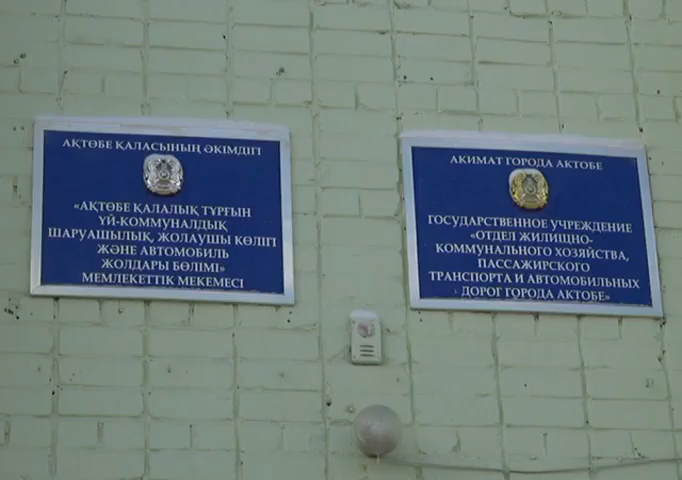 АҚТӨБЕ ҚАЛАСЫНЫҢ ӘКІМДІГІ
«АҚТӨБЕ ҚАЛАЛЫҚ ТҰРҒЫН
ҮЙ-КОММУНАЛДЫҚ
ШАРУАШЫЛЫҚ, ЖОЛАУШЫ КӨЛІГІ
ЖӘНЕ АВТОМОБИЛЬ
ЖОЛДАРЫ БӨЛІМІ»
МЕМЛЕКЕТТІК МЕКЕМЕСІ
АКИМАТ ГОРОДА АКТОБЕ
ГОСУДАРСТВЕННОЕ УЧРЕЖДЕНИЕ
«ОТДЕЛ ЖИЛИЩНО-
КОММУНАЛЬНОГО ХОЗЯЙСТВА,
ПАССАЖИРСКОГО
ТРАНСПОРТА И АВТОМОБИЛЬНЫХ
ДОРОГ ГОРОДА АКТОБЕ»